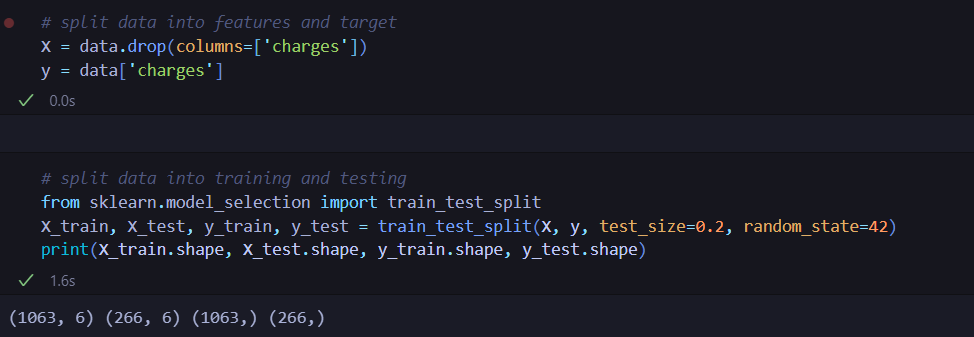 # split data into features and target
X = data.drop(columns=['charges'])
y = data['charges']
0.0s
# split data into training and testing
from sklearn.model_selection import train_test_split
X_train, X_test, y_train, y_test = train_test_split(X, y, test_size=0.2, random_state=42)
print(X_train.shape, X_test.shape, y_train.shape, y_test.shape)
1.6s
(1063, 6) (266, 6) (1063,) (266,)